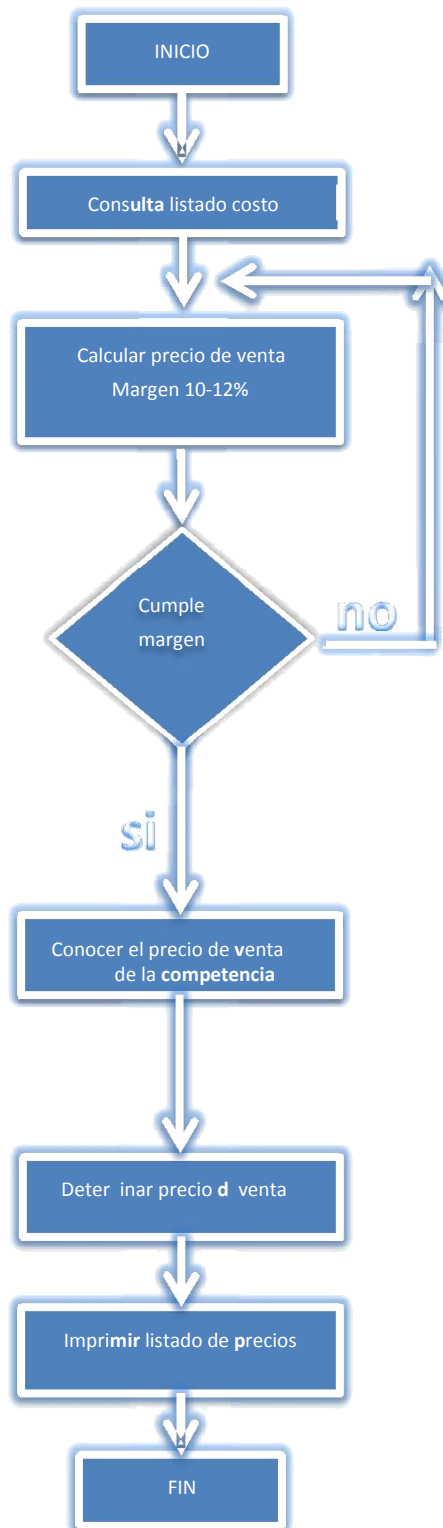 INICIO
Consulta listado costo
Calcular precio de venta
Margen 10-12%
Cumple
margen
no
si
Conocer el precio de venta
de la competencia
Deter inar precio d venta
Imprimir listado de precios
FIN